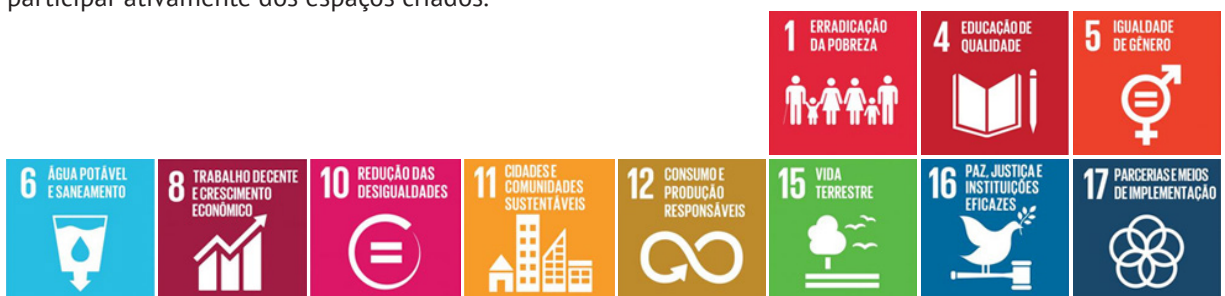 participar ativamente dos espaços criados.
1 ERRADICAÇÃO
DA POBREZA
4 EDUCAÇÃO DE
QUALIDADE
5 IGUALDADE
DE GÊNERO
6 ÁGUA POTÁVEL
E SANEAMENTO
8 TRABALHO DECENTE
E CRESCIMENTO
ECONÔMICO
10 REDUÇÃO DAS
DESIGUALDADES
11 CIDADES E
COMUNIDADES
SUSTENTÁVEIS
12 CONSUMO E
PRODUÇÃO
RESPONSÁVEIS
15 VIDA
TERRESTRE
16 PAZ, JUSTIÇA E
INSTITUIÇÕES
EFICAZES
17 PARCERIAS E MEIOS
DE IMPLEMENTAÇÃO